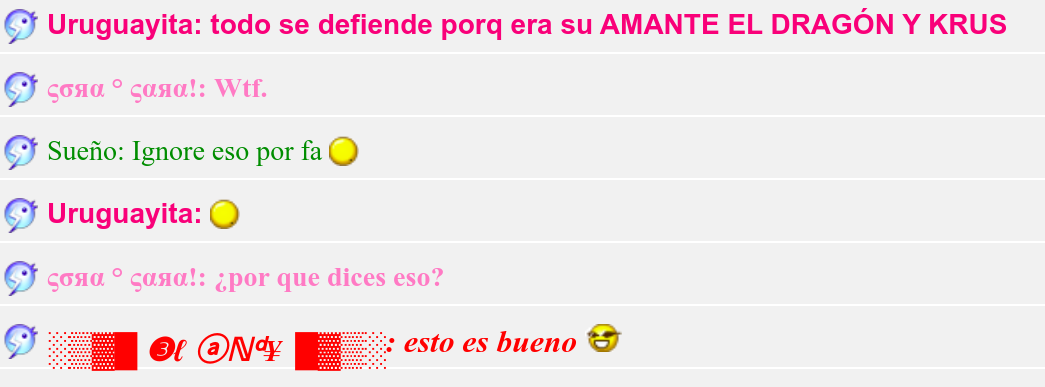 Uruguayita: todo se defiende porq era su AMANTE EL DRAGÓN Y KRUS
ςσяα ° ςαяα!: Wtf.
Sueño: Ignore eso por fa
Uruguayita:
ςσяα ° ςαяα!: ¿por que dices eso?
░▒▓█ ❸ℓ ⓐℕᵈ¥ █▓▒░: esto es bueno